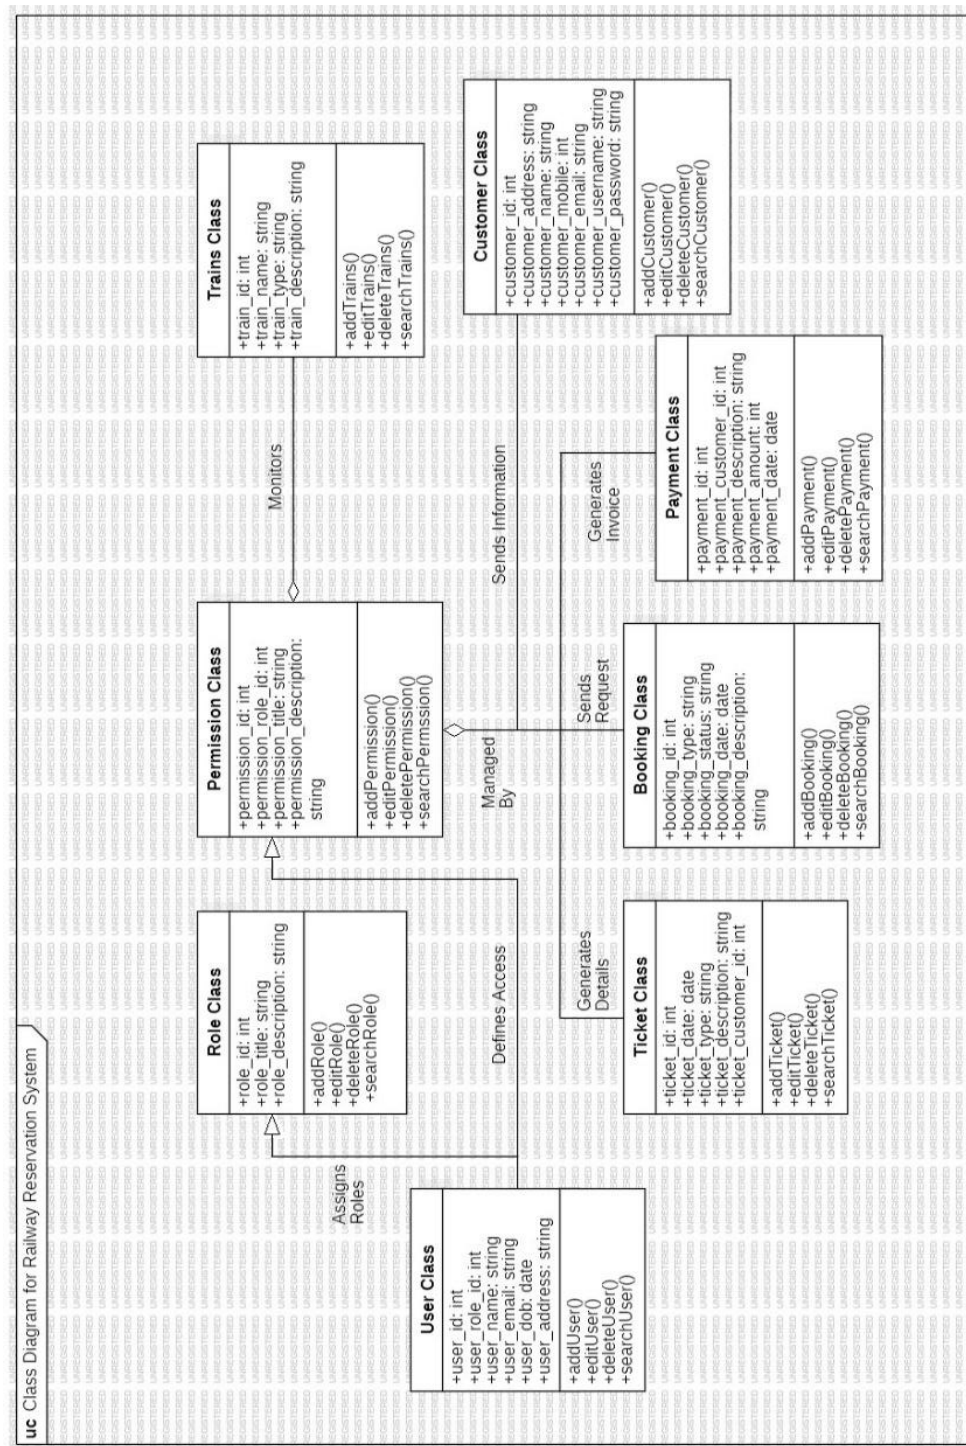 uc Class Diagram for Railway Reservation System
User Class
+user_id: int
+user_role_id: int
+user_name: string
+user_email: string
+user_dob: date
+user_address: string
+addUser()
+editUser()
+deleteUser()
+searchUser()
Assigns
Roles
Role Class
+role_id: int
+role_title: string
+role_description: string
+addRole()
+editRole()
+deleteRole()
+searchRole()
Defines Access
Permission Class
+permission_id: int
+permission_role_id: int
+permission_title: string
+permission_description:
string
+addPermission()
+editPermission()
+deletePermission()
+searchPermssion()
Monitors
Trains Class
+train_id: int
+train_name: string
+train_type: string
+train_description: string
+addTrains()
+editTrains()
+deleteTrains()
+searchTrains()
Managed
By
Sends Information
Customer Class
+customer_id: int
+customer_address: string
+customer_name: string
+customer_mobile: int
+customer_email: string
+customer_username: string
+customer_password: string
+addCustomer()
+editCustomer()
+deleteCustomer()
+searchCustomer()
Generates
Details
Ticket Class
+ticket_id: int
+ticket_date: date
+ticket_type: string
+ticket_description: string
+ticket_customer_id: int
+addTicket()
+editTicket()
+deleteTicket()
+searchTicket()
Sends
Request
Booking Class
+booking_id: int
+booking_type: string
+booking_status: string
+booking_date: date
+booking_description:
string
+addBooking()
+editBooking()
+deleteBooking()
+searchBooking()
Generates
Invoice
Payment Class
+payment_id: int
+payment_customer_id: int
+payment_description: string
+payment_amount: int
+payment_date: date
+addPayment()
+editPayment()
+deletePayment()
+searchPayment()